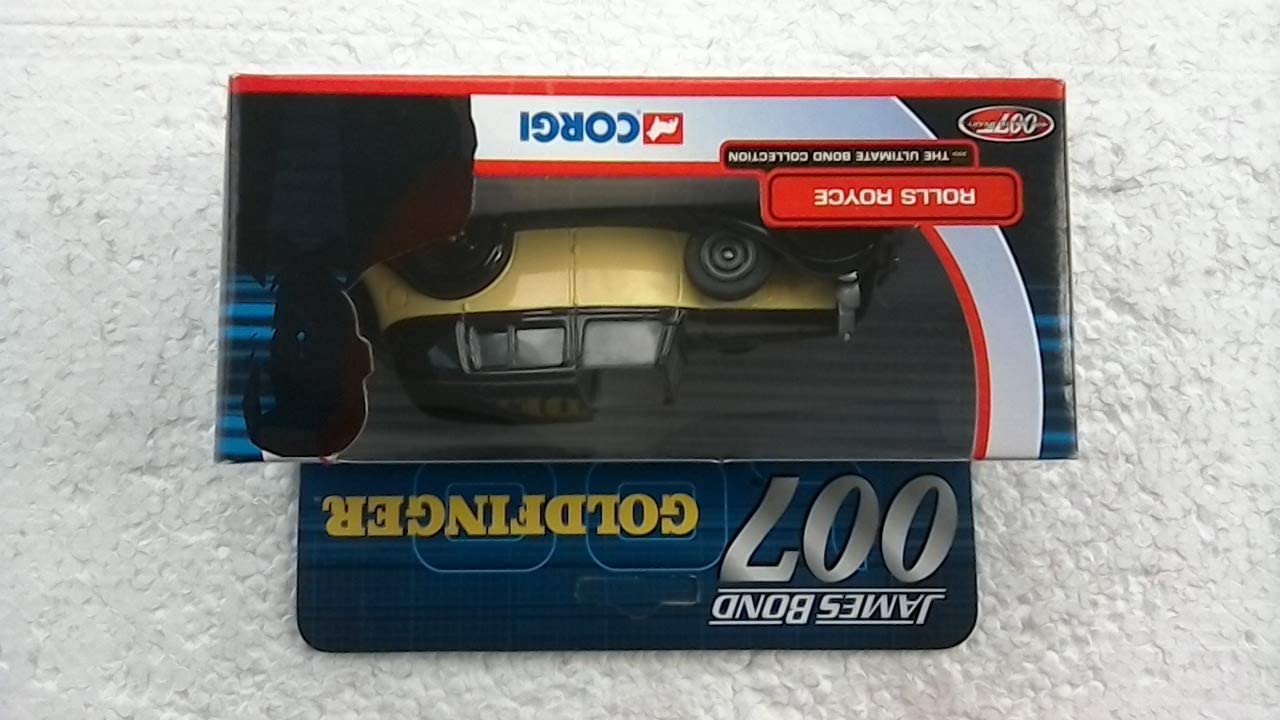 JAMES BOND
007
GOLDFINGER
ROLLS ROYCE
>>> THE ULTIMATE BOND COLLECTION
CORGI
007